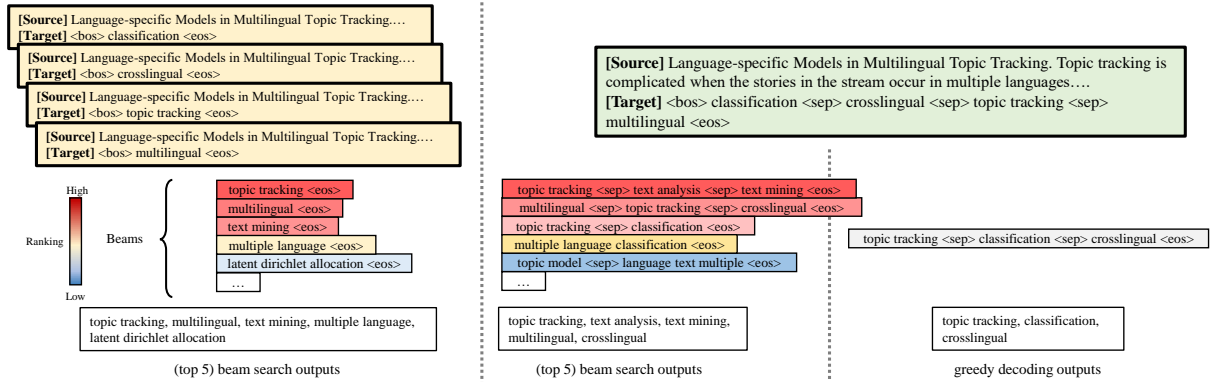 [Source] Language-specific Models in Multilingual Topic Tracking.…
[Target] <bos> classification <eos>
[Source] Language-specific Models in Multilingual Topic Tracking.…
[Target] <bos> crosslingual <eos>
[Source] Language-specific Models in Multilingual Topic Tracking.…
[Target] <bos> topic tracking <eos>
[Source] Language-specific Models in Multilingual Topic Tracking.…
[Target] <bos> multilingual <eos>
[Source] Language-specific Models in Multilingual Topic Tracking. Topic tracking is
complicated when the stories in the stream occur in multiple languages….
[Target] <bos> classification <sep> crosslingual <sep> topic tracking <sep>
multilingual <eos>
High
Ranking
Low
Beams
topic tracking <eos>
multilingual <eos>
text mining <eos>
multiple language <eos>
latent dirichlet allocation <eos>
…
topic tracking, multilingual, text mining, multiple language,
latent dirichlet allocation
(top 5) beam search outputs
topic tracking <sep> text analysis <sep> text mining <eos>
multilingual <sep> topic tracking <sep> crosslingual <eos>
topic tracking <sep> classification <eos>
multiple language classification <eos>
topic model <sep> language text multiple <eos>
…
topic tracking, text analysis, text mining,
multilingual, crosslingual
(top 5) beam search outputs
topic tracking <sep> classification <sep> crosslingual <eos>
topic tracking, classification,
crosslingual
greedy decoding outputs